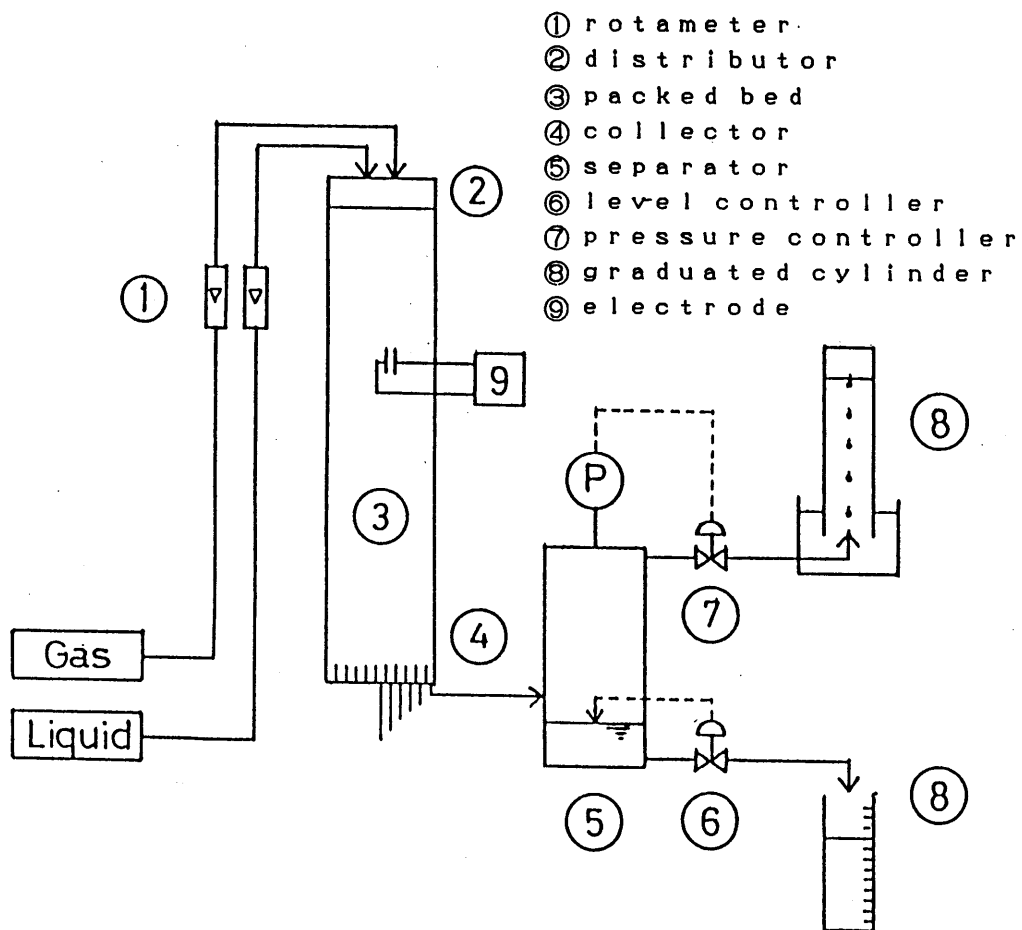 ① rotameter
② distributor
③ packed bed
④ collector
⑤ separator
⑥ level controller
⑦ pressure controller
⑧ graduated cylinder
⑨ electrode
②
①
9
⑧
P
③
⑦
④
Gas
Liquid
⑤
⑥
⑧